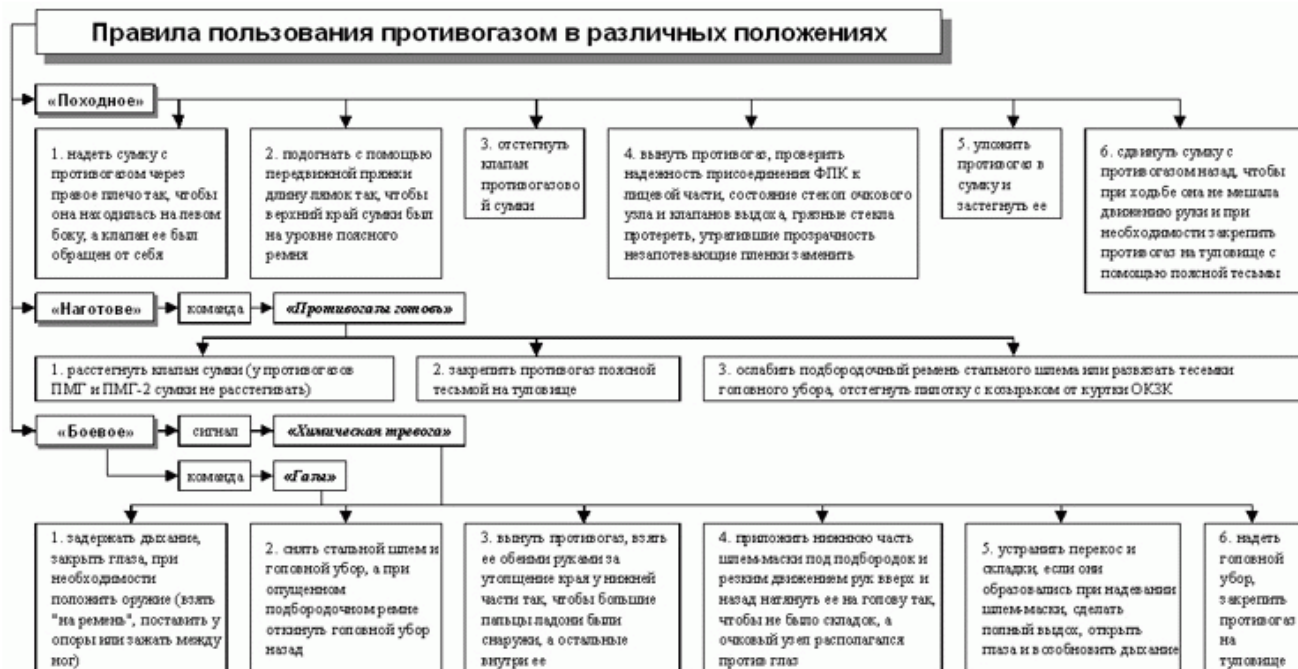 Правила пользования противогазом в различных положениях
«Походное»
1. надеть сумку с
противогазом через
правое плечо так, чтобы
она находилась на левом
боку, а клапан ее был
обращен от себя
2. подогнать с помощью
передвижной пряжки
длину лямок так, чтобы
верхний край сумки был
на уровне поясного
ремня
3. отстегнуть
клапан
противогазово
й сумки
4. вынуть противогаз, проверить
надежность присоединения ФПК к
лицевой части, состояние стекол очкового
узла и клапанов выдоха, грязные стекла
протереть, утратившие прозрачность
незапотевающие пленки заменить
5. уложить
противогаз в
сумку и
застегнуть ее
6. сдвинуть сумку с
противогазом назад, чтобы
при ходьбе она не мешала
движению руки и при
необходимости закрепить
противогаз на туловище с
помощью поясной тесьмы
«Наготове»
команда
«Противогазы готовь»
1. расстегнуть клапан сумки (у противогазов
ПМГ и ПМГ-2 сумки не расстегивать)
2. закрепить противогаз поясной
тесьмой на туловище
3. ослабить подбородочный ремень стального шлема или развязать тесемки
головного убора, отстегнуть пилотку с козырьком от куртки ОКЗК
«Боевое»
сигнал
«Химическая тревога»
команда
«Газы»
1. задержать дыхание,
закрыть глаза, при
необходимости
положить оружие (взять
"на ремень", поставить у
опоры или зажать между
ног)
2. снять стальной шлем и
головной убор, а при
опущенном
подбородочном ремне
откинуть головной убор
назад
3. вынуть противогаз, взять
ее обеими руками за
утолщение края у нижней
части так, чтобы большие
пальцы ладони были
снаружи, а остальные
внутри ее
4. приложить нижнюю часть
шлем-маски под подбородок и
резким движением рук вверх и
назад натянуть ее на голову так,
чтобы не было складок, а
очковый узел располагался
против глаз
5. устранить перекос и
складки, если они
образовались при надевании
шлем-маски, сделать
полный выдох, открыть
глаза и возобновить дыхание
6. надеть
головной
убор,
закрепить
противогаз
на
туловище